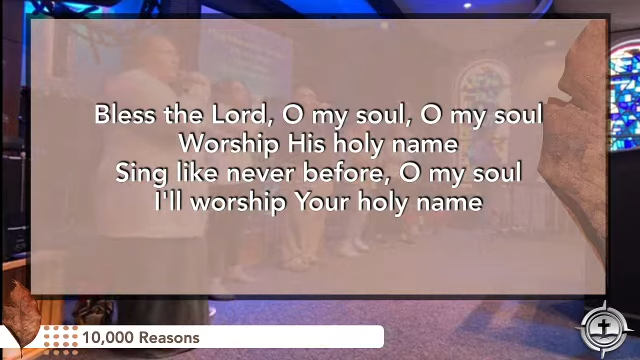 Bless the Lord, O my soul, O my soul
Worship His holy name
Sing like never before, O my soul
I'll worship Your holy name
10,000 Reasons